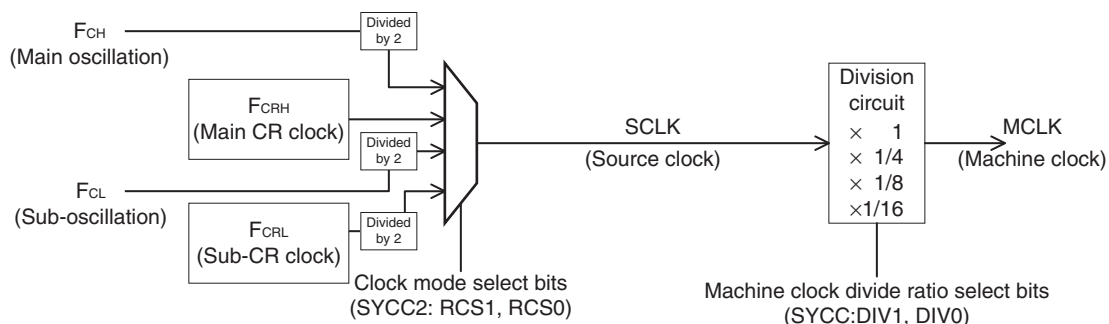 FCH
(Main oscillation)
Divided
by 2
FCRH
(Main CR clock)
Divided
by 2
FCL
(Sub-oscillation)
FCRL
(Sub-CR clock)
Divided
by 2
Clock mode select bits
(SYCC2: RCS1, RCS0)
SCLK
(Source clock)
Division
circuit
× 1
× 1/4
× 1/8
×1/16
MCLK
(Machine clock)
Machine clock divide ratio select bits
(SYCC:DIV1, DIV0)